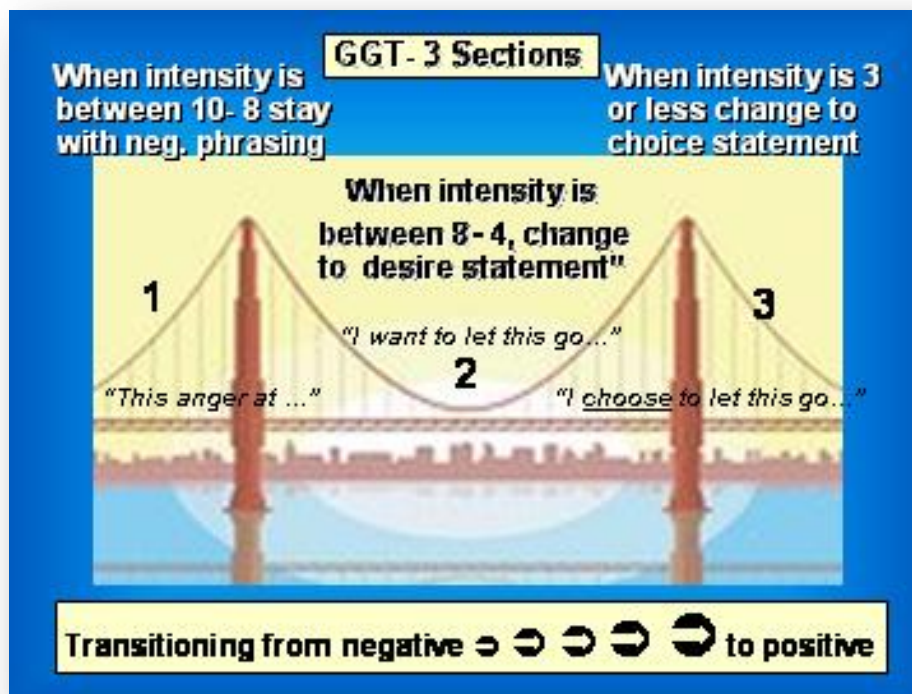 GGT- 3 Sections
When intensity is
between 10- 8 stay
with neg. phrasing
When intensity is 3
or less change to
choice statement
When intensity is
between 8 - 4, change
to desire statement"
1
"This anger at ..."
"I want to let this go..."
2
3
"I choose to let this go..."
Transitioning from negative ➲ ➲ ➲ ➲ ➲ to positive